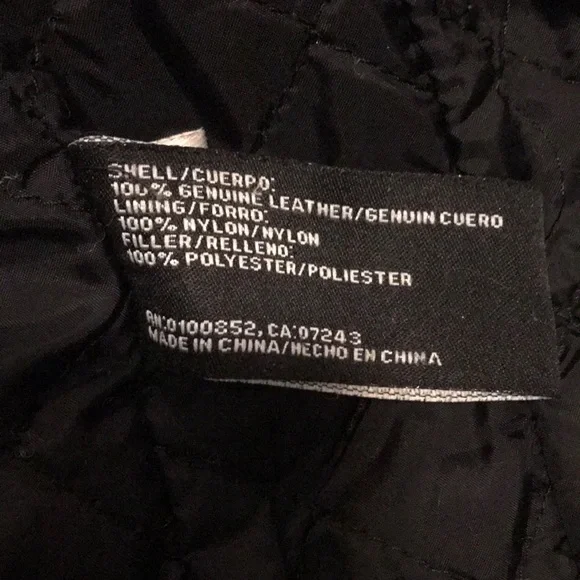 SHELL/CUERPO:
100% GENUINE LEATHER/GENUIN CUERO
LINING/FORRO:
100% NYLON/NYLON
FILLER/RELLENO:
100% POLYESTER/POLIESTER
RN:0100852, CA:07243
MADE IN CHINA/HECHO EN CHINA